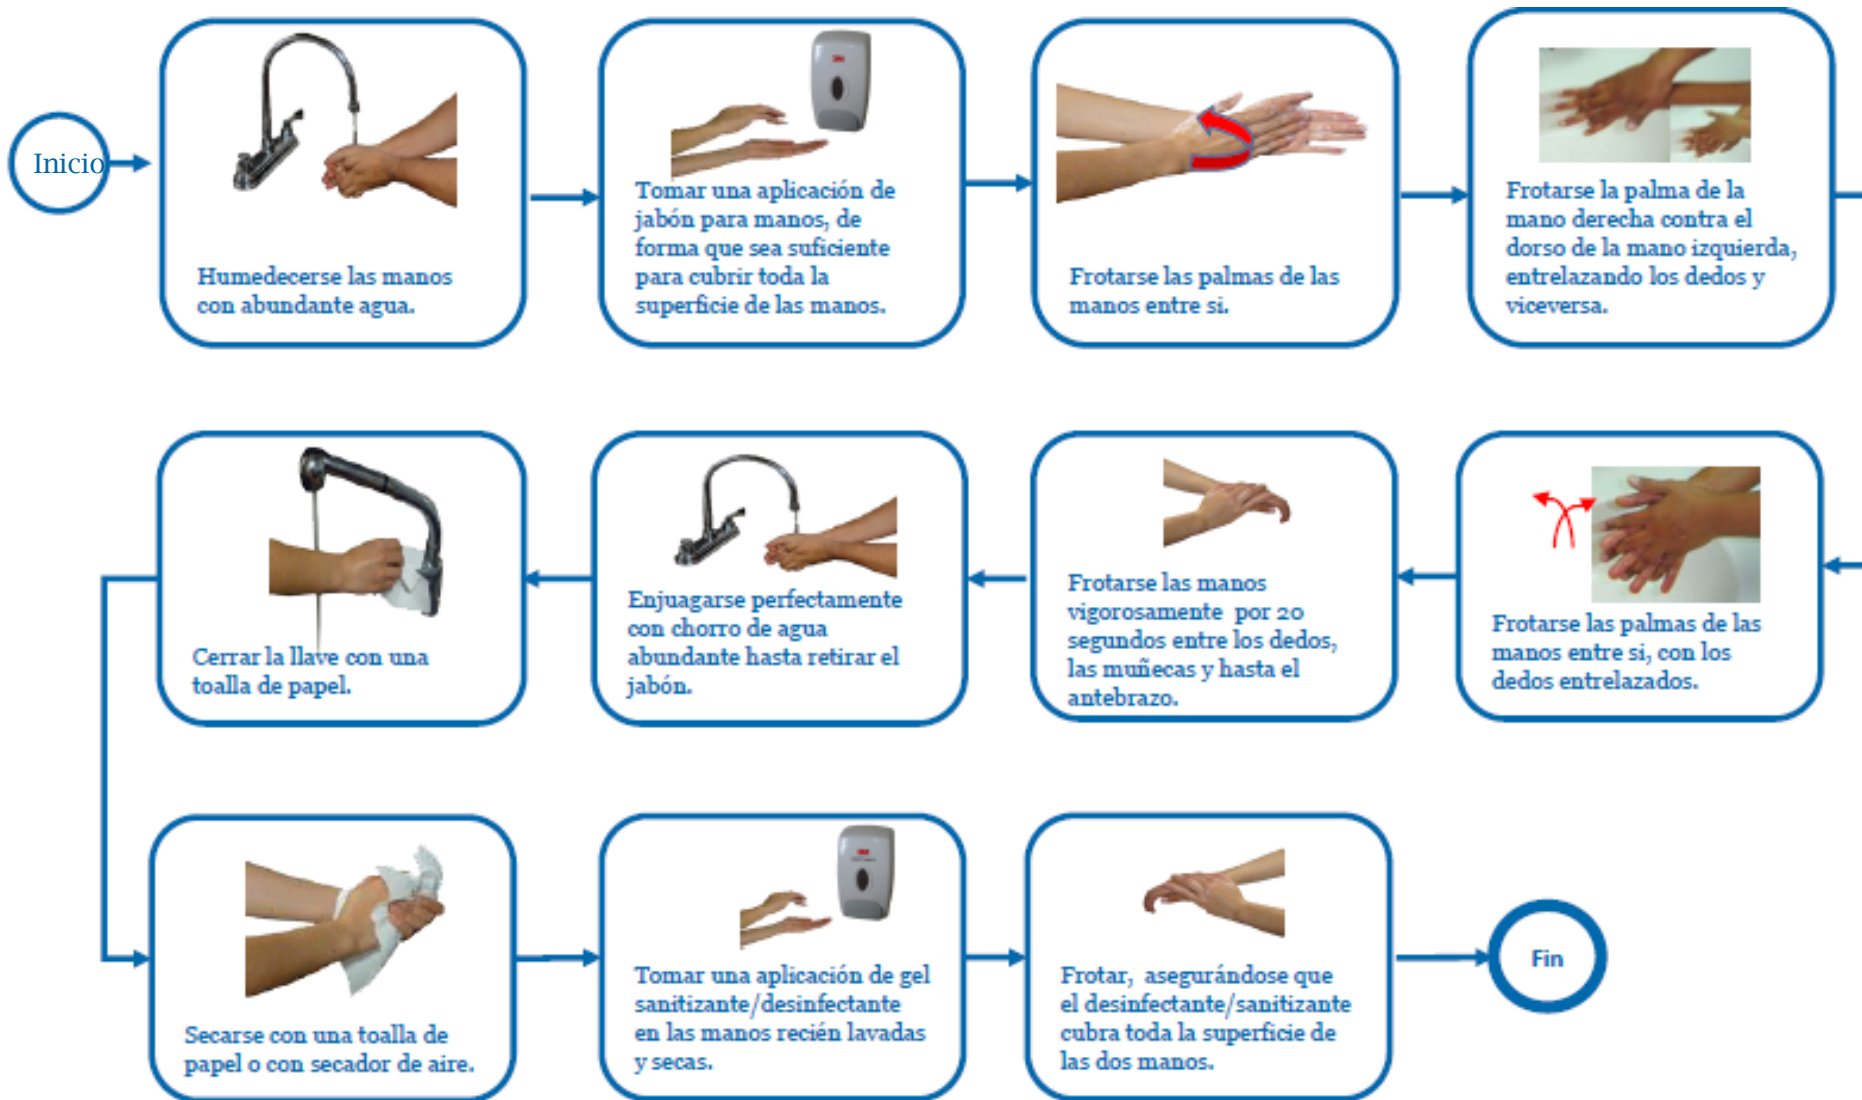 Inicio
Humedecerse las manos
con abundante agua.
3M
Tomar una aplicación de
jabón para manos, de
forma que sea suficiente
para cubrir toda la
superficie de las manos.
Frotarse las palmas de las
manos entre si.
Frotarse la palma de la
mano derecha contra el
dorso de la mano izquierda,
entrelazando los dedos y
viceversa.
Frotarse las palmas de las
manos entre si, con los
dedos entrelazados.
Frotarse las manos
vigorosamente por 20
segundos entre los dedos,
las muñecas y hasta el
antebrazo.
Enjuagarse perfectamente
con chorro de agua
abundante hasta retirar el
jabón.
Cerrar la llave con una
toalla de papel.
Secarse con una toalla de
papel o con secador de aire.
3M
Tomar una aplicación de gel
sanitizante/desinfectante
en las manos recién lavadas
y secas.
Frotar, asegurándose que
el desinfectante/sanitizante
cubra toda la superficie de
las dos manos.
Fin